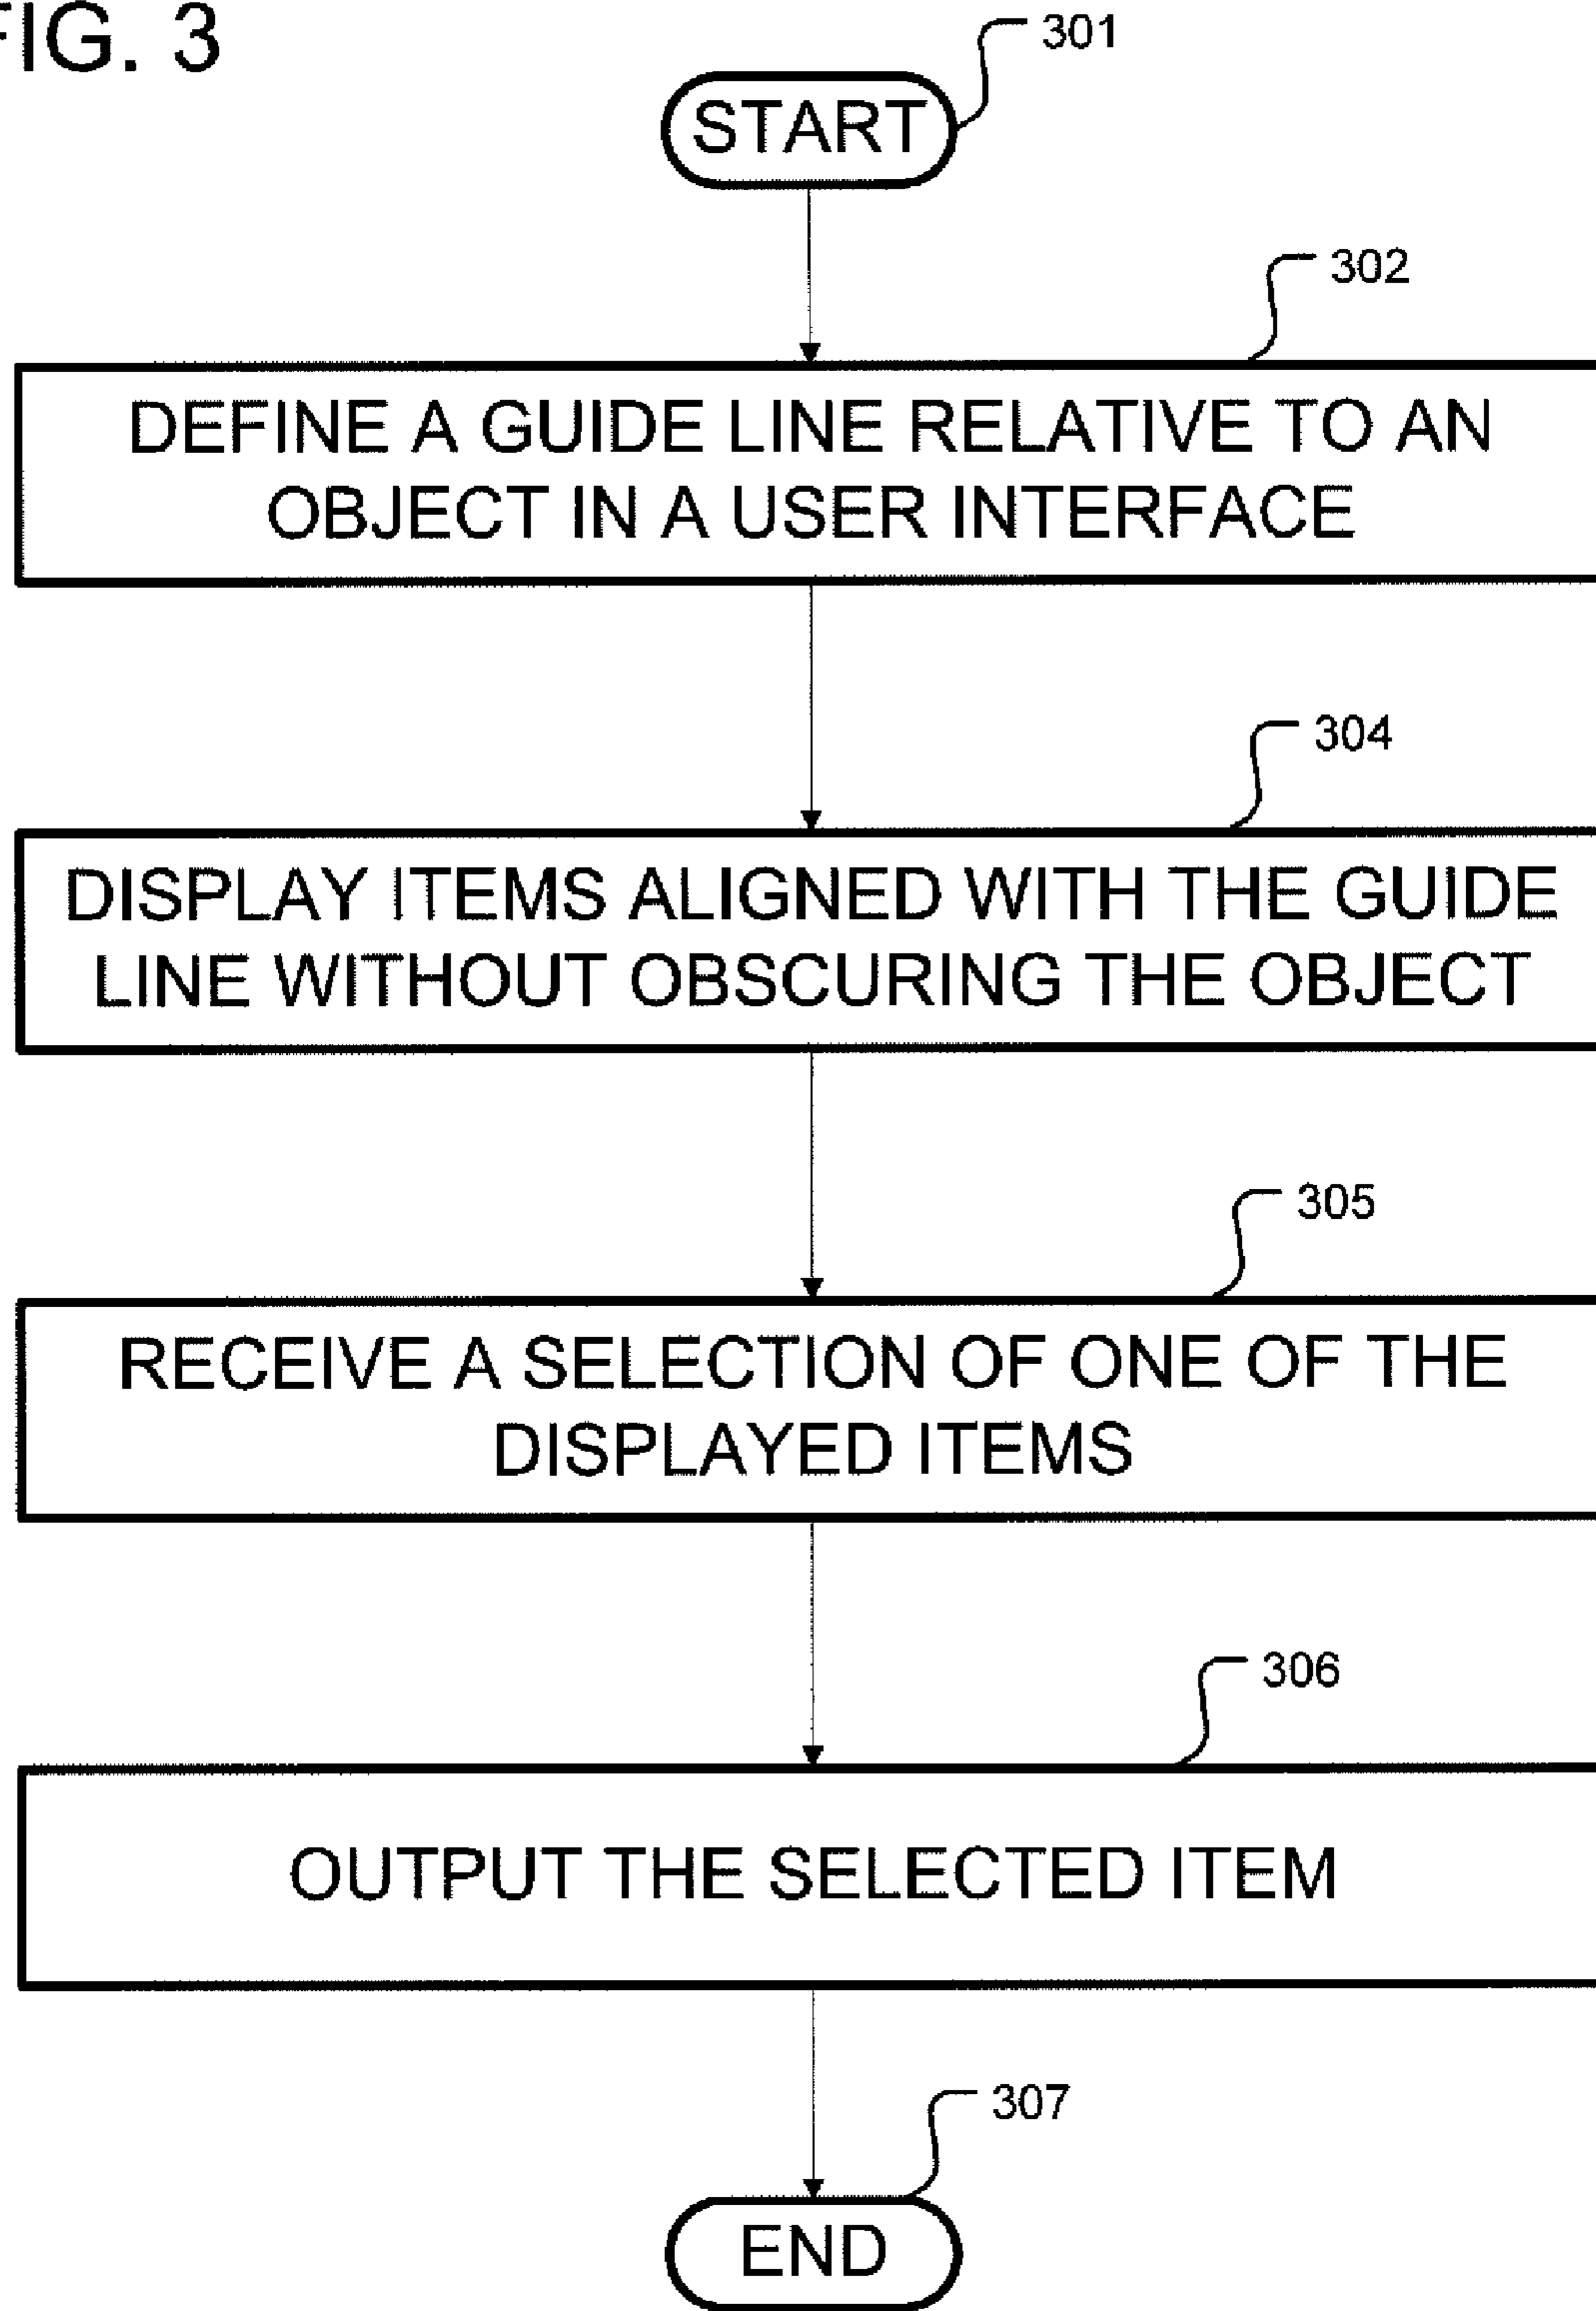 FIG. 3
301
START
302
DEFINE A GUIDE LINE RELATIVE TO AN
OBJECT IN A USER INTERFACE
304
DISPLAY ITEMS ALIGNED WITH THE GUIDE
LINE WITHOUT OBSCURING THE OBJECT
305
RECEIVE A SELECTION OF ONE OF THE
DISPLAYED ITEMS
306
OUTPUT THE SELECTED ITEM
307
END